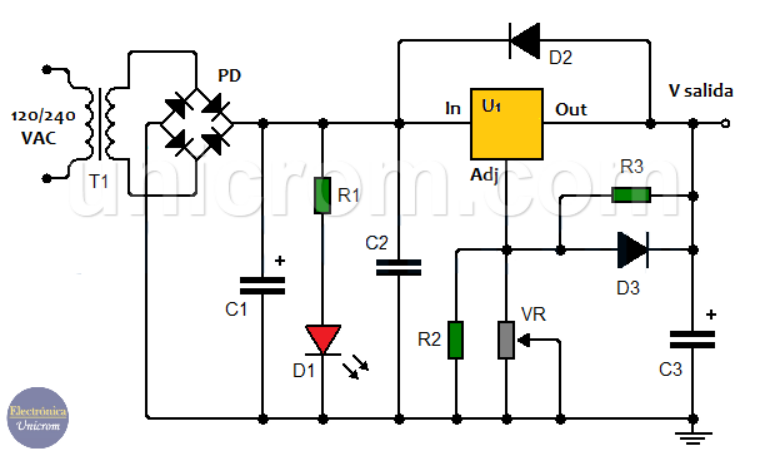 PD
D2
V salida
120/240
VAC
In
U1
Out
T1
Adj
R3
R1
C2
D3
C1
+
VR
+
R2
D1
C3
Electrónica
Unicrom
unicrom.com